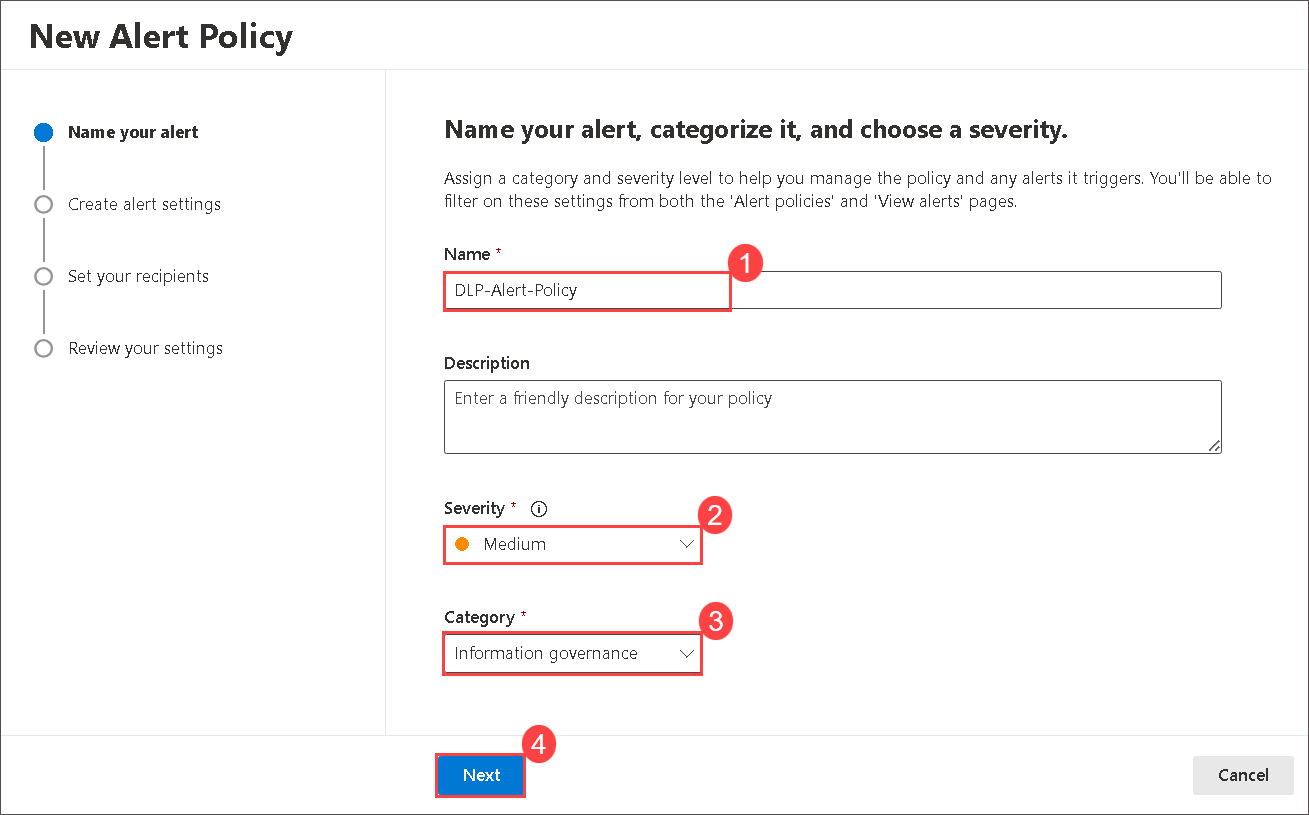 New Alert Policy
Name your alert
Create alert settings
Set your recipients
Review your settings
Name your alert, categorize it, and choose a severity.
Assign a category and severity level to help you manage the policy and any alerts it triggers. You'll be able to
filter on these settings from both the 'Alert policies' and 'View alerts' pages.
Name *
1
DLP-Alert-Policy
Description
Enter a friendly description for your policy
Severity *
2
Medium
Category *
3
Information governance
4
Next
Cancel